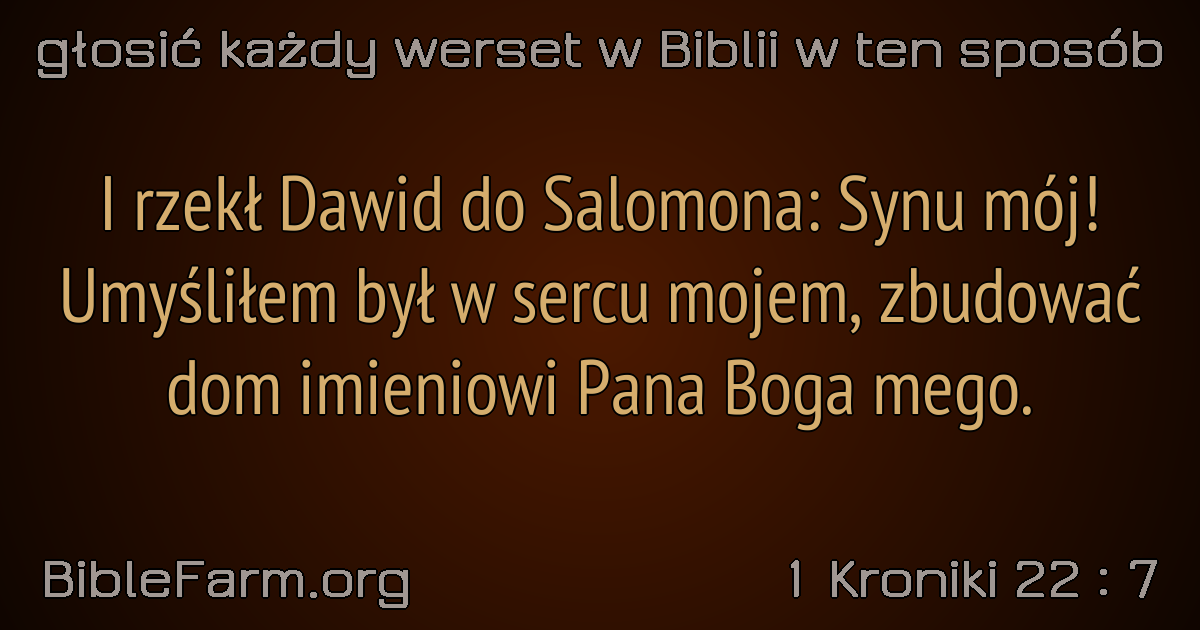 głosić każdy werset w Biblii w ten sposób
I rzekł Dawid do Salomona: Synu mój!
Umyśliłem był w sercu mojem, zbudować
dom imieniowi Pana Boga mego.
BibleFarm.org
1 Kroniki 22 : 7